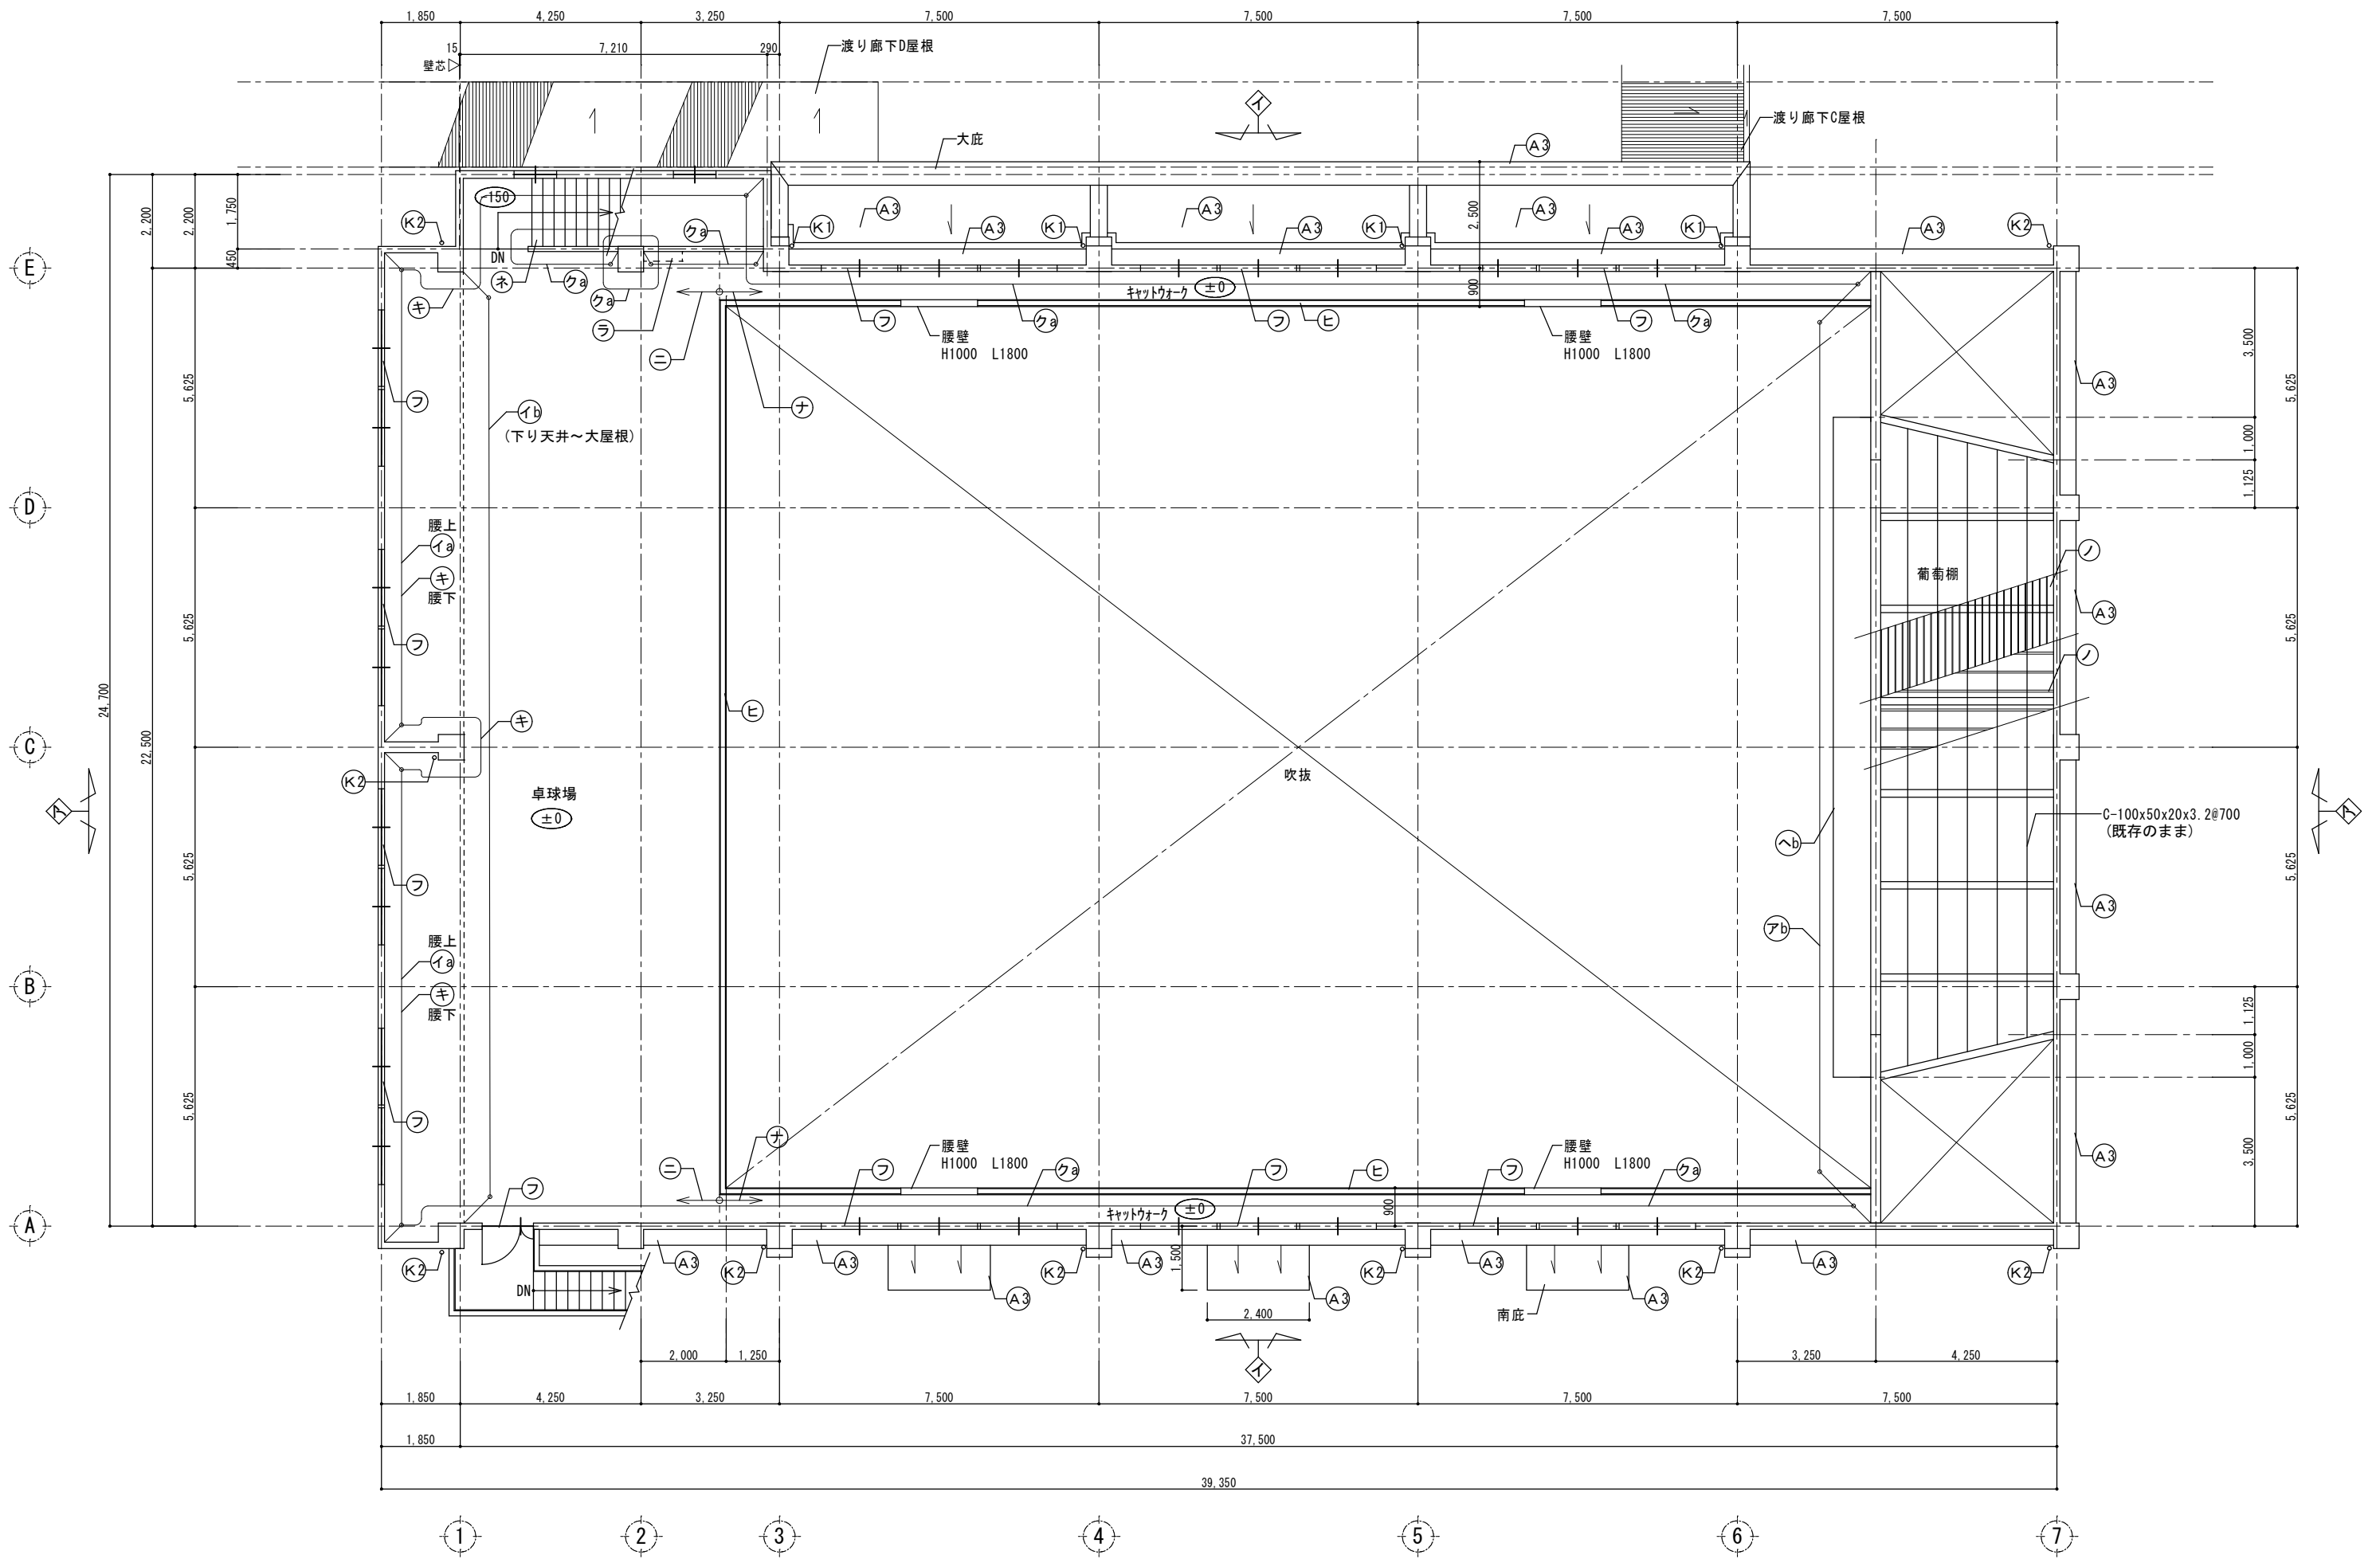 1,850 4,250 3,250 7,500 7,500 7,500 7,500
15 7,210 290
壁芯
渡り廊下D屋根
イ
渡り廊下C屋根
大庇
A3
-150
K2
A3 A3 A3
K1 A3 K1 A3 K1 A3 A3 K2
クa
DN
ネ クa クa
キ
ラ
ニ
ナ
キャットウォーク ±0
フ クa フ ヒ フ クa
腰壁
H1000 L1800
腰壁
H1000 L1800
2,500
900
24,700
2,200
22,500
2,200
5,625
5,625
5,625
5,625
1,750
450
E
D
C
B
A
フ
イb
(下り天井～大屋根)
腰上
イa
キ
腰下
フ
キ
ヒ
K2
卓球場
±0
吹抜
ア
フ
腰上
イa
キ
腰下
フ
葡萄棚
ノ
ノ
A3
A3
A3
A3
C-100x50x20x3.2@700
(既存のまま)
ア
ヘb
アb
3,500
1,000
1,125
5,625
5,625
5,625
1,125
1,000
3,500
5,625
ナ
ニ
腰壁
H1000 L1800
腰壁
H1000 L1800
フ クa フ ヒ フ クa
フ
キャットウォーク ±0
900
1,500
K2 A3 K2 A3 K2 A3 K2 A3 K2 A3 K2
DN
A3 A3 A3
南庇
2,400
イ
2,000 1,250 3,250 4,250
1,850 4,250 3,250 7,500 7,500 7,500 7,500
1,850 37,500
39,350
1 2 3 4 5 6 7